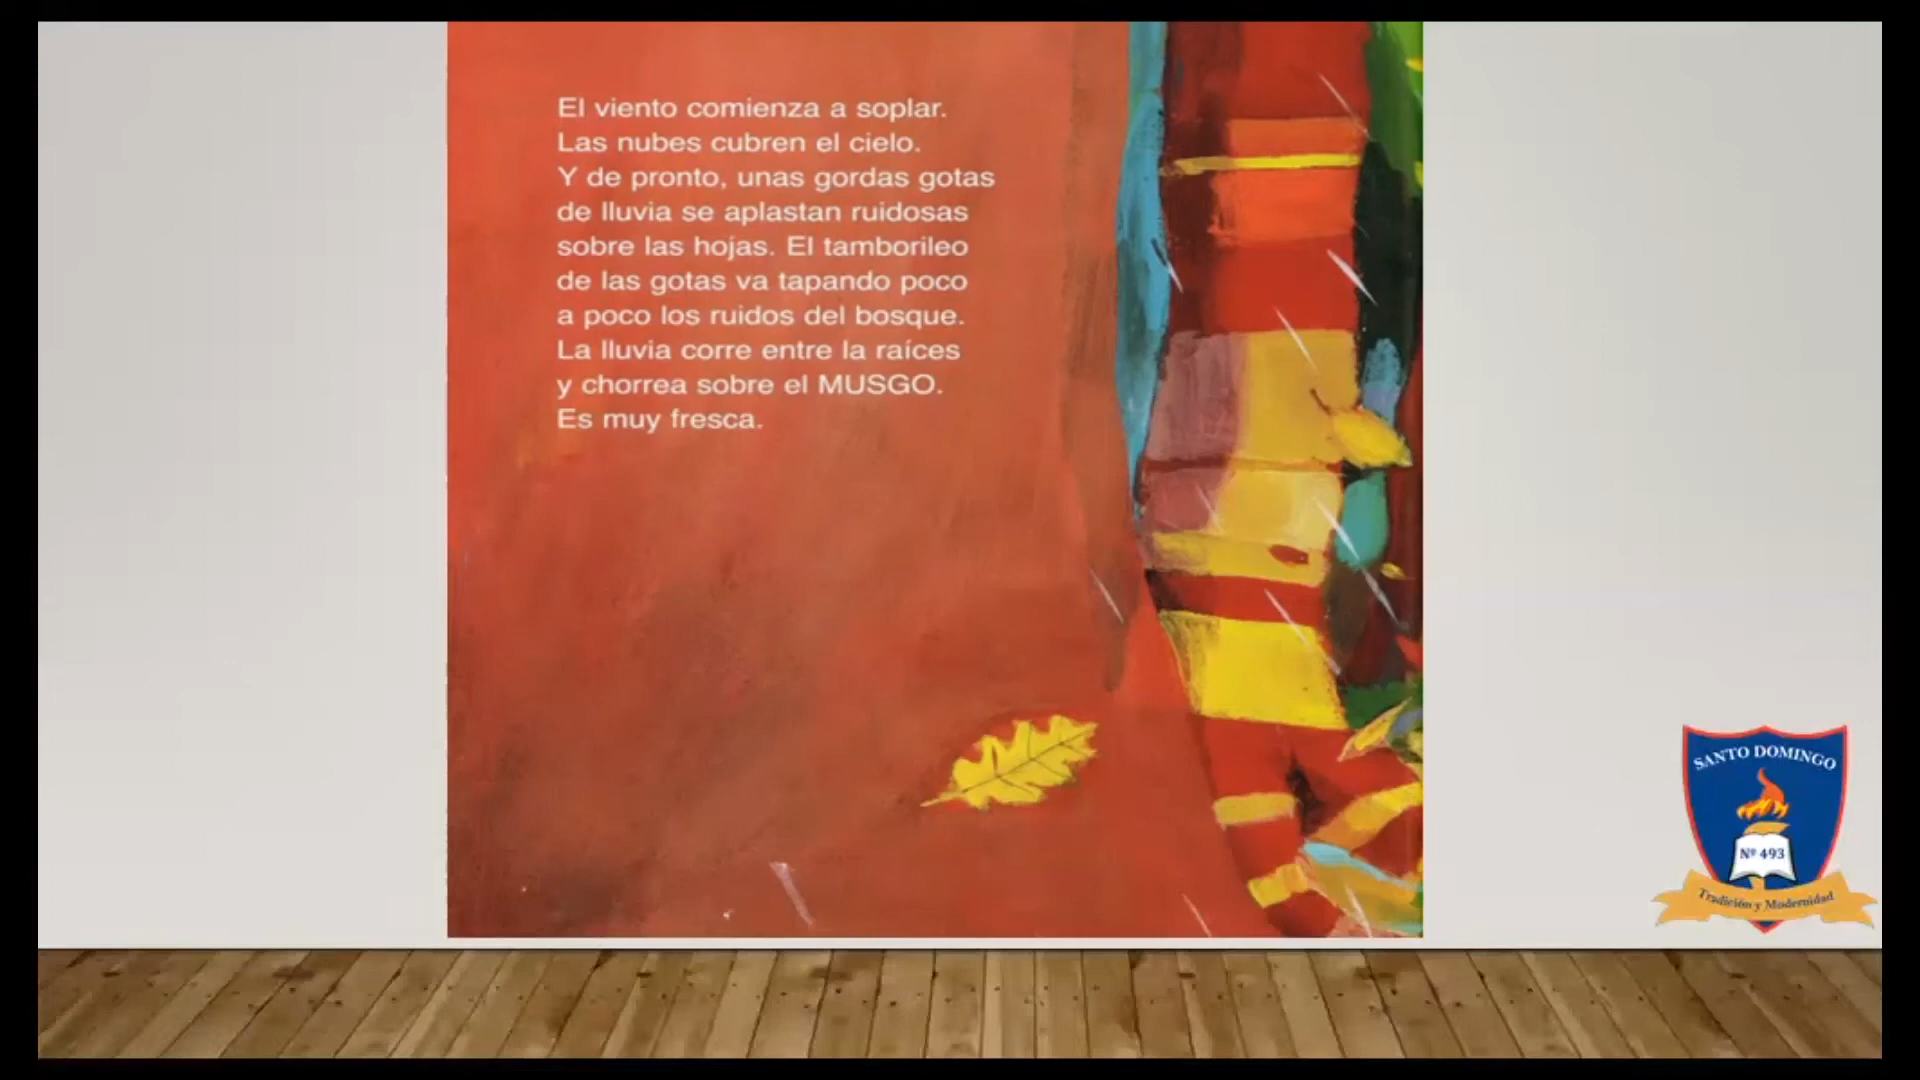 El viento comienza a soplar.
Las nubes cubren el cielo.
Y de pronto, unas gordas gotas
de lluvia se aplastan ruidosas
sobre las hojas. El tamborileo
de las gotas va tapando poco
a poco los ruidos del bosque.
La lluvia corre entre la raíces
y chorrea sobre el MUSGO.
Es muy fresca.
SANTO DOMINGO
Nº 493
Tradición y Modernidad